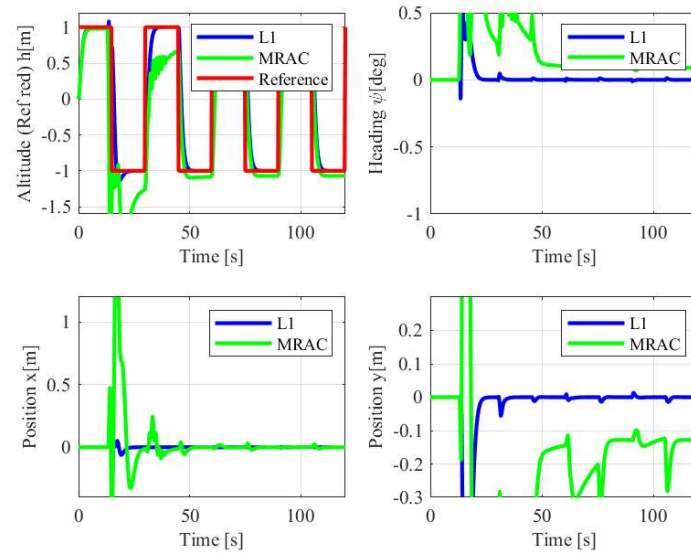 1
0.5
0
-0.5
-1
-1.5
Altitude (Ref red) h[m]
L1
MRAC
Reference
0
50
100
Time [s]
0.5
0
-0.5
-1
Heading ψ[deg]
L1
MRAC
0
50
100
Time [s]
1
0.5
0
Position x[m]
L1
MRAC
0
50
100
Time [s]
0.2
0.1
0
-0.1
-0.2
-0.3
Position y[m]
L1
MRAC
0
50
100
Time [s]